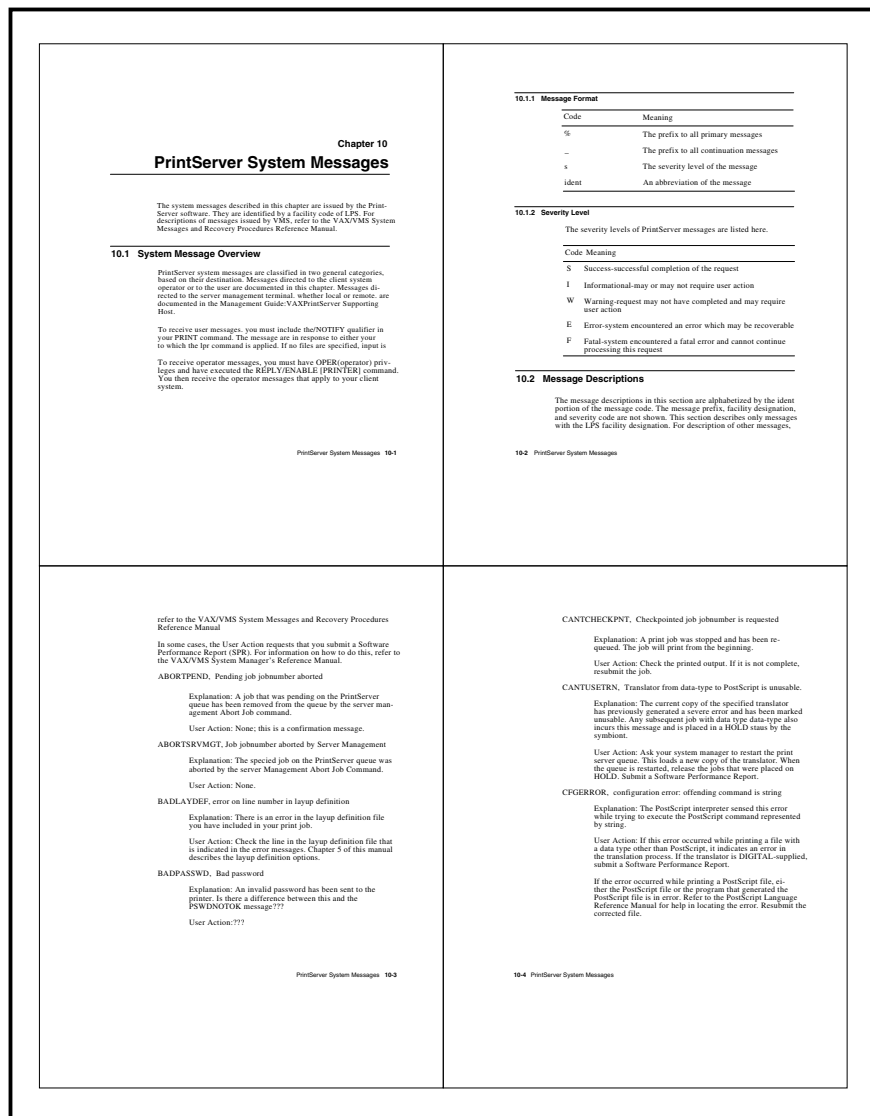 Chapter 10
PrintServer System Messages
The system messages described in this chapter are issued by the Print-
Server software. They are identified by a facility code of LPS. For
descriptions of messages issued by VMS, refer to the VAX/VMS System
Messages and Recovery Procedures Reference Manual.
10.1 System Message Overview
PrintServer system messages are classified in two general categories,
based on their destination. Messages directed to the client system
operator or to the user are documented in this chapter. Messages di-
rected to the server management terminal. whether local or remote. are
documented in the Management Guide:VAXPrintServer Supporting
Host.
To receive user messages. you must include the/NOTIFY qualifier in
your PRINT command. The message are in response to either your
to which the lpr command is applied. If no files are specified, input is
To receive operator messages, you must have OPER(operator) priv-
leges and have executed the REPLY/ENABLE [PRINTER] command.
You then receive the operator messages that apply to your client
system.
PrintServer System Messages 10-1
10.1.1 Message Format
Code Meaning
% The prefix to all primary messages
_ The prefix to all continuation messages
s The severity level of the message
ident An abbreviation of the message
10.1.2 Severity Level
The severity levels of PrintServer messages are listed here.
Code Meaning
S Success-successful completion of the request
I Informational-may or may not require user action
W Warning-request may not have completed and may require
user action
E Error-system encountered an error which may be recoverable
F Fatal-system encountered a fatal error and cannot continue
processing this request
10.2 Message Descriptions
The message descriptions in this section are alphabetized by the ident
portion of the message code. The message prefix, facility designation,
and severity code are not shown. This section describes only messages
with the LPS facility designation. For description of other messages,
10-2 PrintServer System Messages
refer to the VAX/VMS System Messages and Recovery Procedures
Reference Manual
In some cases, the User Action requests that you submit a Software
Performance Report (SPR). For information on how to do this, refer to
the VAX/VMS System Manager's Reference Manual.
ABORTPEND, Pending job jobnumber aborted
Explanation: A job that was pending on the PrintServer
queue has been removed from the queue by the server man-
agement Abort Job command.
User Action: None; this is a confirmation message.
ABORTSRVMGT, Job jobnumber aborted by Server Management
Explanation: The specied job on the PrintServer queue was
aborted by the server Management Abort Job Command.
User Action: None.
BADLAYDEF, error on line number in layup definition
Explanation: There is an error in the layup definition file
you have included in your print job.
User Action: Check the line in the layup definition file that
is indicated in the error messages. Chapter 5 of this manual
describes the layup definition options.
BADPASSWD, Bad password
Explanation: An invalid password has been sent to the
printer. Is there a difference between this and the
PSWDNOTOK message???
User Action:???
PrintServer System Messages 10-3
CANTCHECKPNT, Checkpointed job jobnumber is requested
Explanation: A print job was stopped and has been re-
queued. The job will print from the beginning.
User Action: Check the printed output. If it is not complete,
resubmit the job.
CANTUSETRN, Translator from data-type to PostScript is unusable.
Explanation: The current copy of the specified translator
has previously generated a severe error and has been marked
unusable. Any subsequent job with data type data-type also
incurs this message and is placed in a HOLD staus by the
symbiont.
User Action: Ask your system manager to restart the print
server queue. This loads a new copy of the translator. When
the queue is restarted, release the jobs that were placed on
HOLD. Submit a Software Performance Report.
CFGERROR, configuration error: offending command is string
Explanation: The PostScript interpreter sensed this error
while trying to execute the PostScript command represented
by string.
User Action: If this error occurred while printing a file with
a data type other than PostScript, it indicates an error in
the translation process. If the translator is DIGITAL-supplied,
submit a Software Performance Report.
If the error occurred while printing a PostScript file, ei-
ther the PostScript file or the program that generated the
PostScript file is in error. Refer to the PostScript Language
Reference Manual for help in locating the error. Resubmit the
corrected file.
10-4 PrintServer System Messages